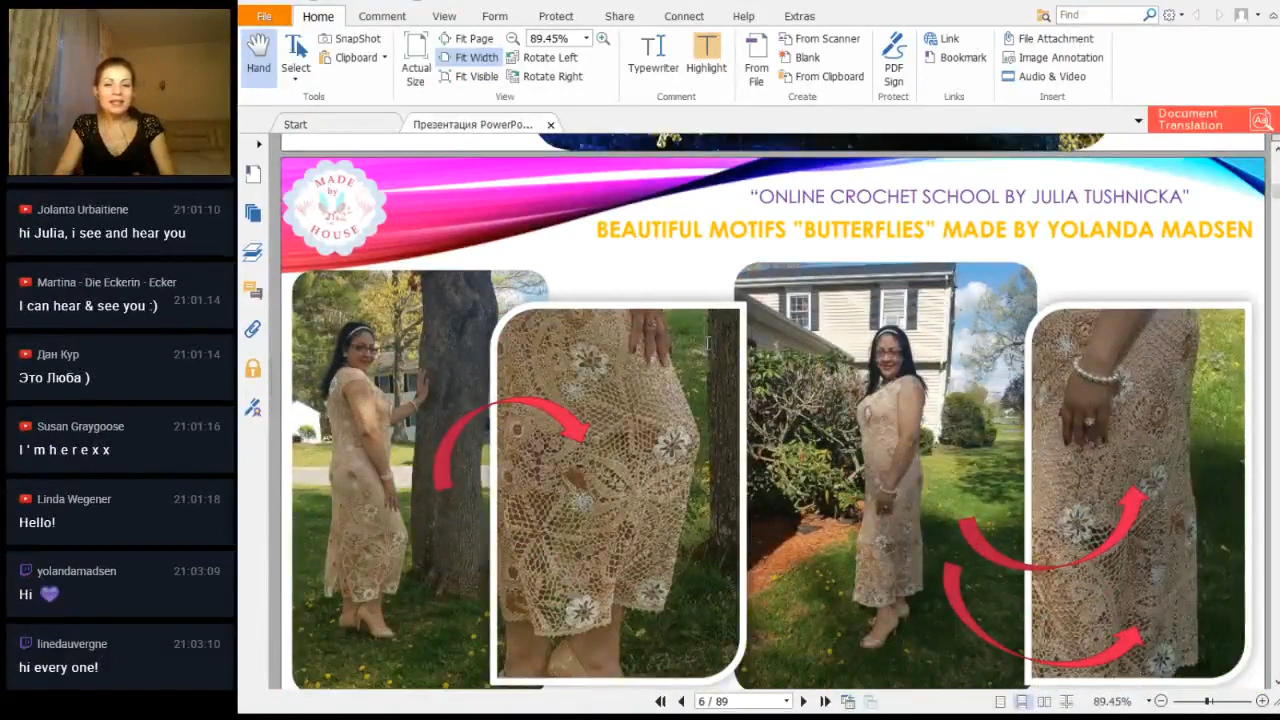 File Home Comment View Form Protect Share Connect Help Extras Find
Hand
Select
SnapShot
Clipboard
Tools
Actual
Size
Fit Page
Fit Width
Fit Visible
89.45%
Rotate Left
Rotate Right
View
Typewriter
Highlight
Comment
From
File
From Scanner
Blank
From Clipboard
Create
PDF
Sign
Protect
Link
Bookmark
Links
File Attachment
Image Annotation
Audio & Video
Insert
Start
Презентация PowerPo...
Document
Translation
MADE
by
HOUSE
“ONLINE CROCHET SCHOOL BY JULIA TUSHNICKA"
BEAUTIFUL MOTIFS "BUTTERFLIES" MADE BY YOLANDA MADSEN
Jolanta Urbaitiene 21:01:10
hi Julia, i see and hear you
Martina - Die Eckerin - Ecker
21:01:14
I can hear & see you :)
Дан Кур 21:01:14
Это Люба )
Susan Graygoose 21:01:16
I ' m h e r e x x
Linda Wegener 21:01:18
Hello!
yolandamadsen 21:03:09
Hi
linedauvergne 21:03:10
hi every one!
6 / 89
89.45%